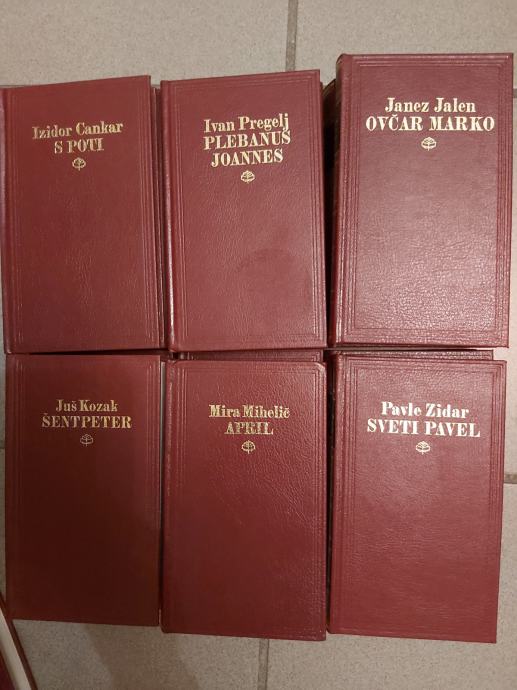 Izidor Cankar
S POTI
Ivan Pregelj
PLEBANUS
JOANNES
Janez Jalen
OVČAR MARKO
Juš Kozak
ŠENTPETER
Mira Mihelič
APRIL
Pavle Zidar
SVETI PAVEL